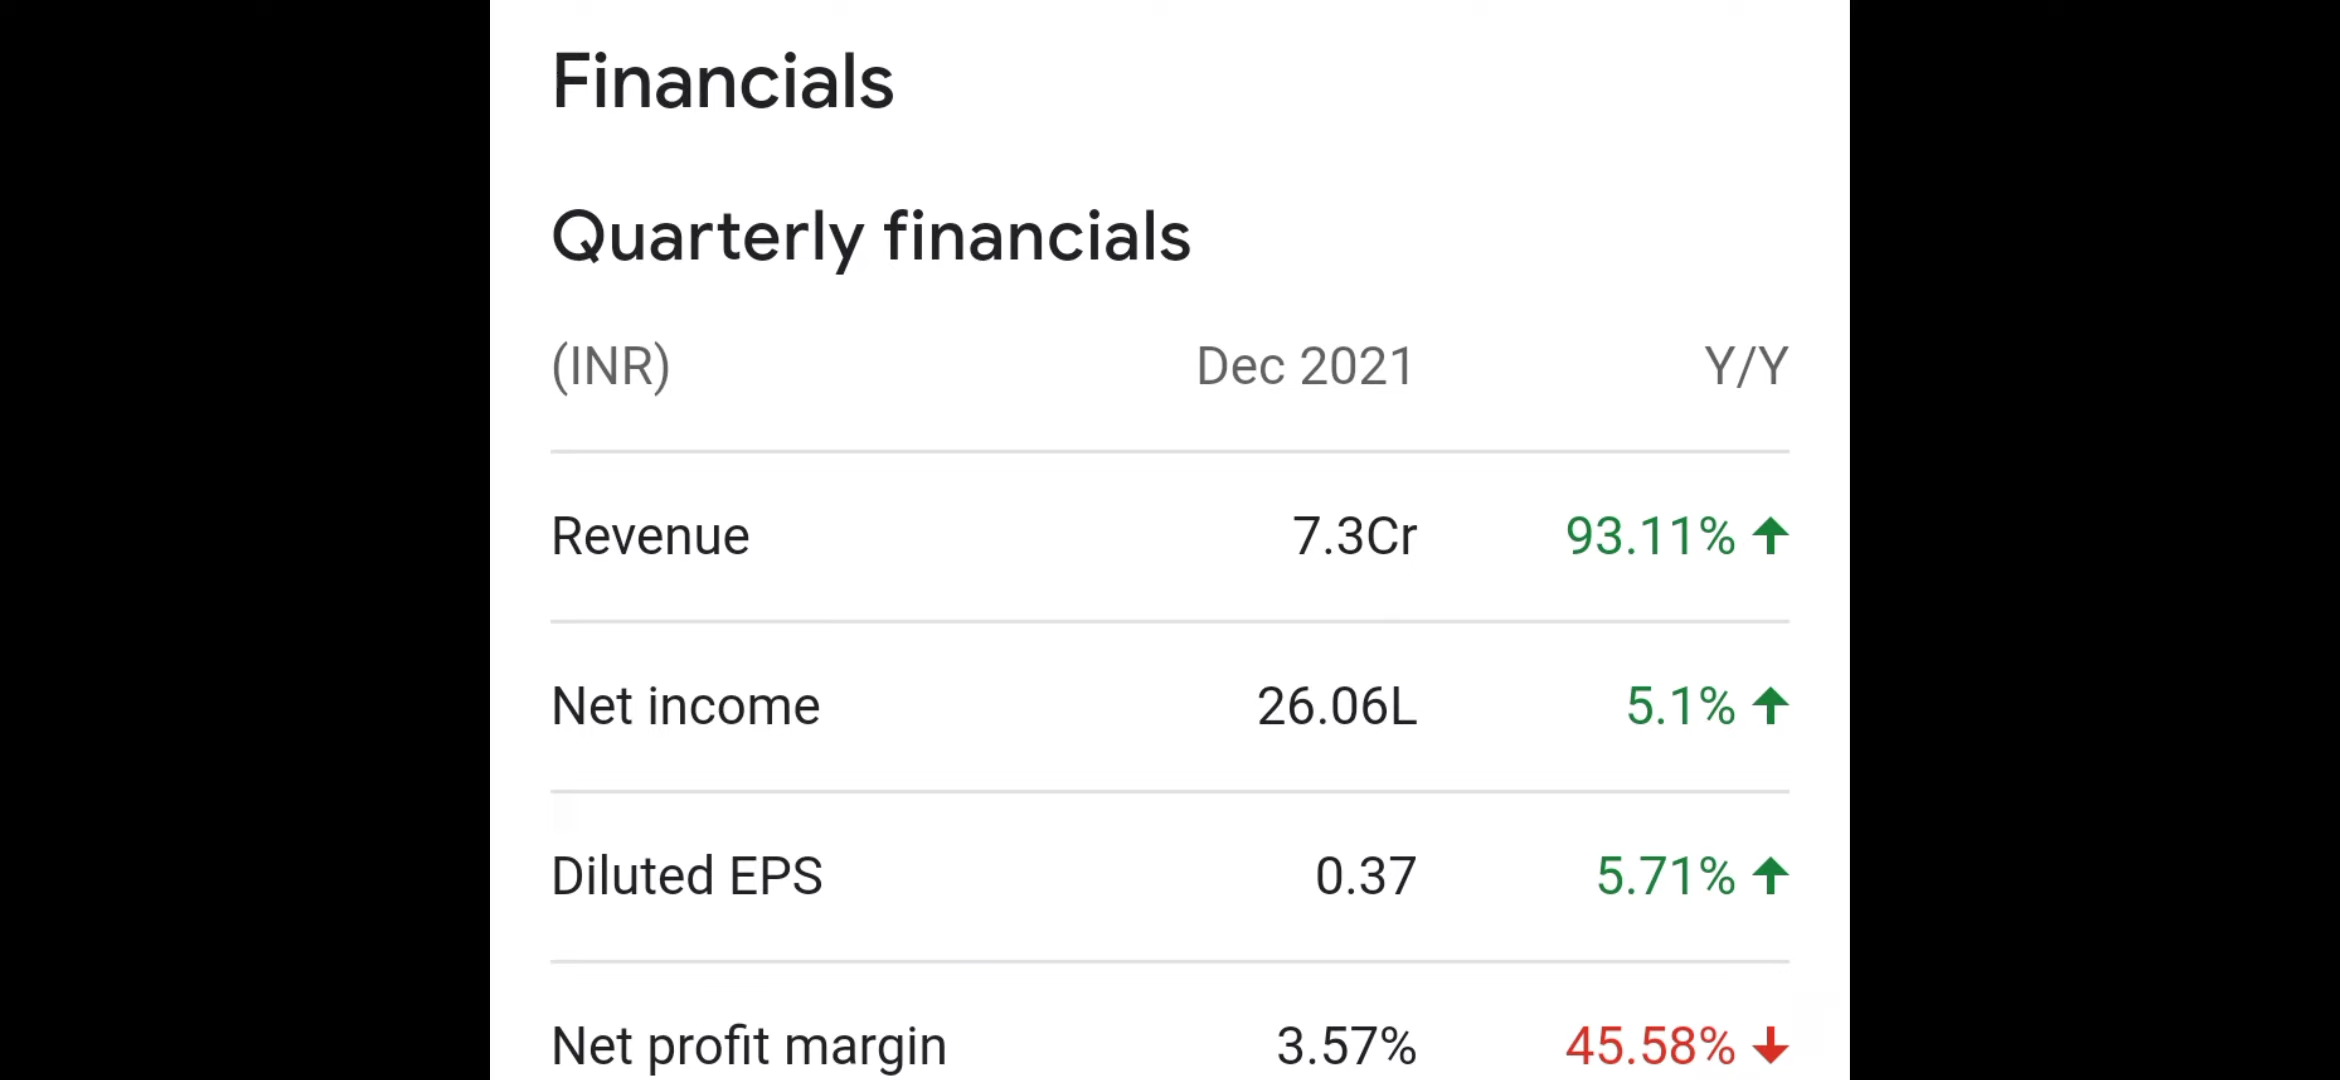 Financials
Quarterly financials
(INR) Dec 2021 Y/Y
Revenue 7.3Cr 93.11%
Net income 26.06L 5.1%
Diluted EPS 0.37 5.71%
Net profit margin 3.57% 45.58%